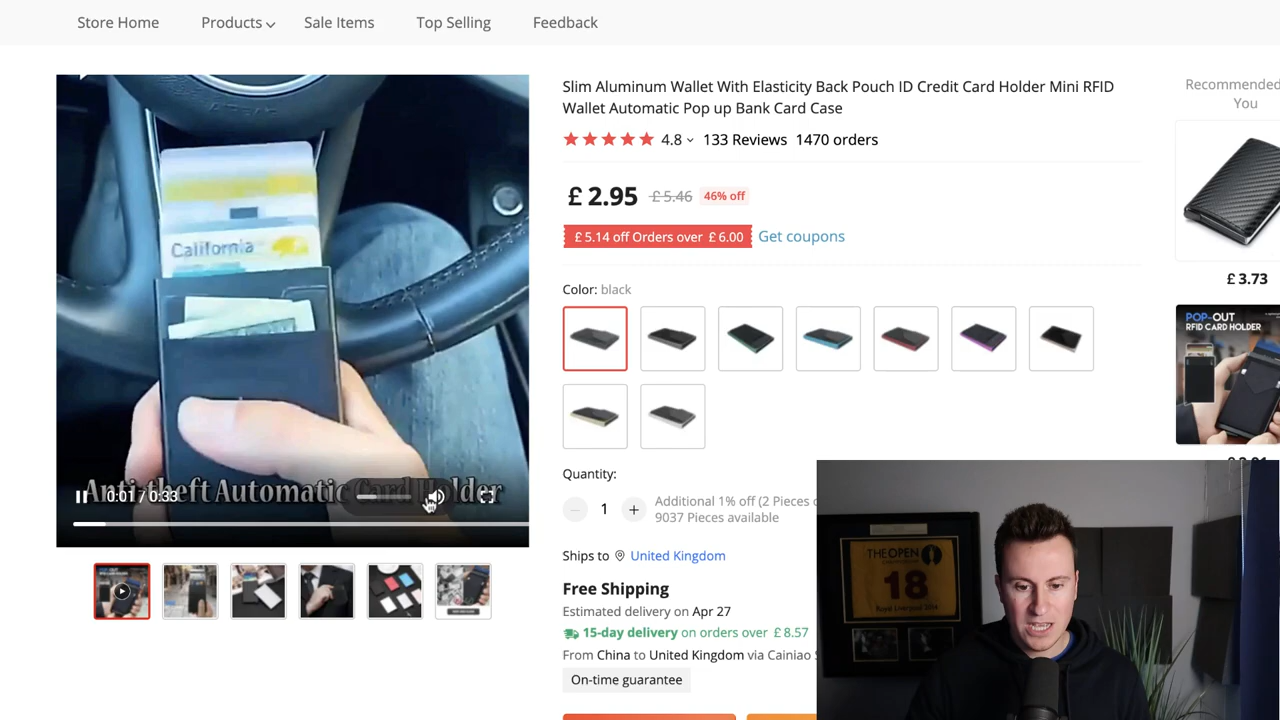 Store Home
Products
Sale Items
Top Selling
Feedback
Slim Aluminum Wallet With Elasticity Back Pouch ID Credit Card Holder Mini RFID
Wallet Automatic Pop up Bank Card Case
4.8
133 Reviews
1470 orders
£ 2.95
£ 5.46
46% off
£ 5.14 off Orders over £ 6.00
Get coupons
Color: black
Quantity:
1
Additional 1% off (2 Pieces
9037 Pieces available
Ships to
United Kingdom
Free Shipping
Estimated delivery on Apr 27
15-day delivery on orders over £ 8.57
From China to United Kingdom via Cainiao
On-time guarantee
California
Anti-theft Automatic Card Holder
0:01 / 0:33
Recommended
You
£ 3.73
POP-OUT
RFID CARD HOLDER
THE OPEN
18